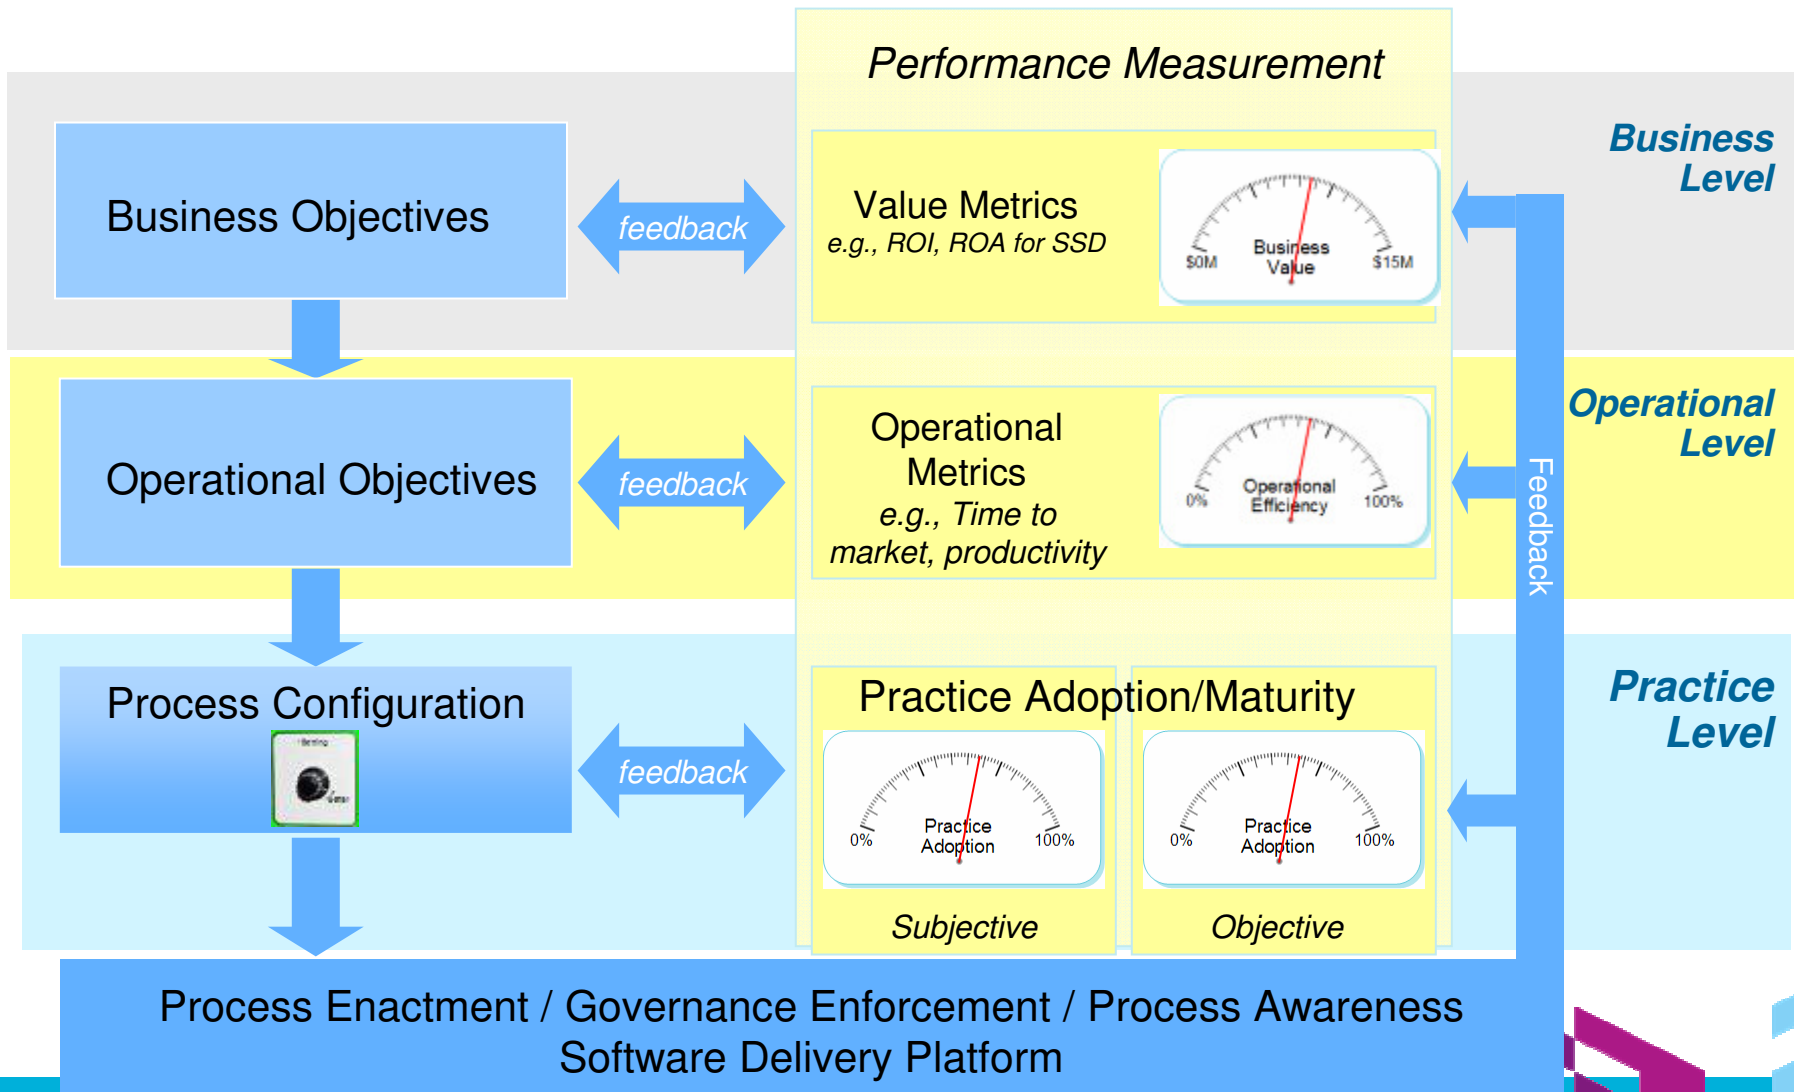 Performance Measurement
Business
Level
Business Objectives
feedback
Value Metrics
e.g., ROI, ROA for SSD
Business
Value
$0M
$15M
Operational
Level
Operational Objectives
feedback
Operational
Metrics
e.g., Time to
market, productivity
Operational
Efficiency
0%
100%
Feedback
Practice
Level
Process Configuration
feedback
Practice Adoption/Maturity
Practice
Adoption
0%
100%
Practice
Adoption
0%
100%
Subjective
Objective
Process Enactment / Governance Enforcement / Process Awareness
Software Delivery Platform